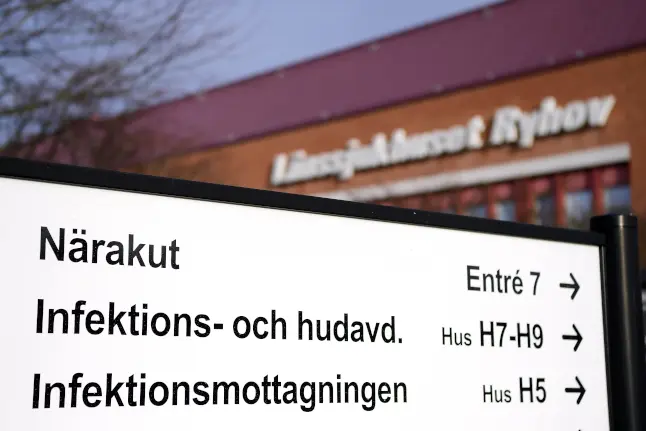 Länssjukhuset Ryhov
Närakut Entré 7 →
Infektions- och hudavd. Hus H7-H9 →
Infektionsmottagningen Hus H5 →